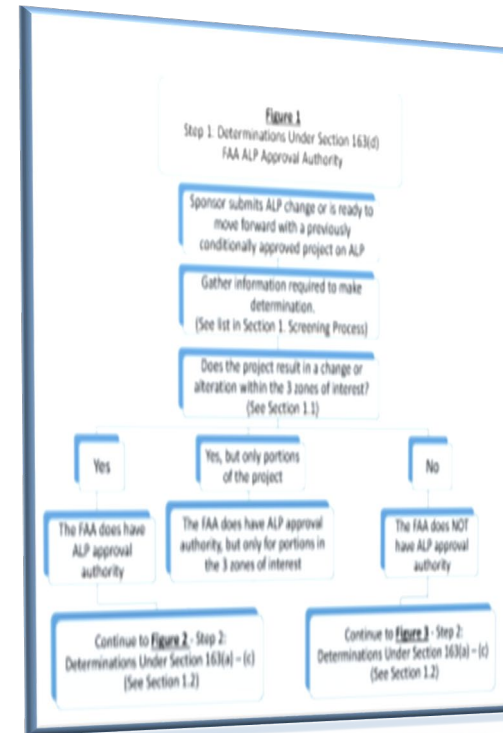 Figure 1
Step 1: Determinations Under Section 163(d)
FAA ALP Approval Authority
Sponsor submits ALP change or is ready to
move forward with a previously
conditionally approved project on ALP
Gather information required to make
determination.
(See list in Section 1. Screening Process)
Does the project result in a change or
alteration within the 3 zones of interest?
(See Section 1.1)
Yes
Yes, but only portions
of the project
No
The FAA does have
ALP approval
authority
The FAA does have ALP approval
authority, but only for portions in
the 3 zones of interest
The FAA does NOT
have ALP approval
authority
Continue to Figure 2 - Step 2:
Determinations Under Section 163(a) – (c)
(See Section 1.2)
Continue to Figure 3 - Step 2:
Determinations Under Section 163(a) – (c)
(See Section 1.2)